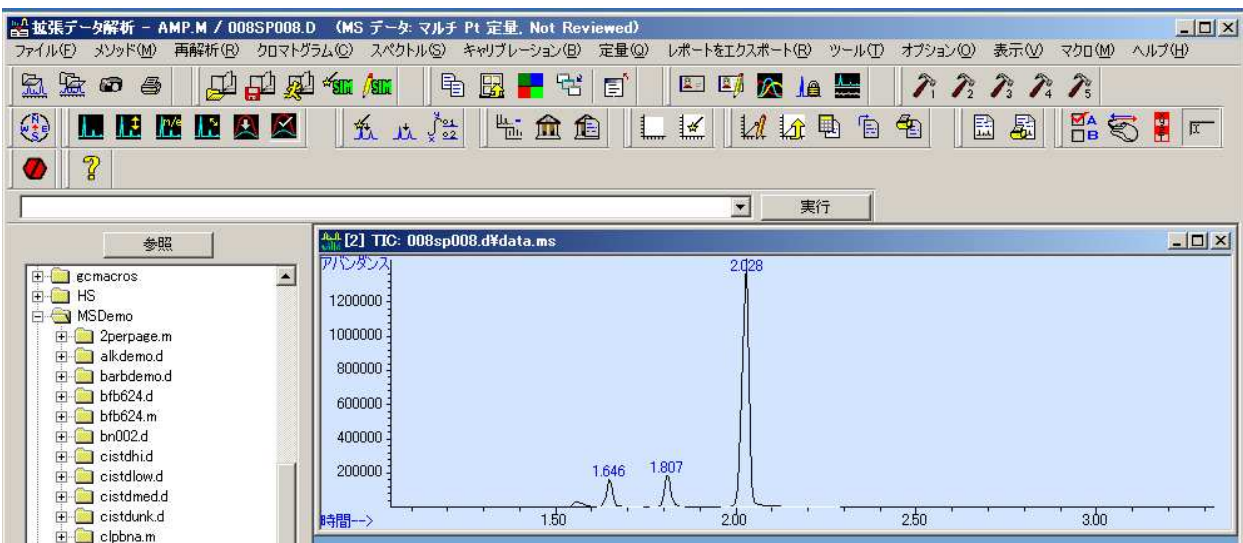 拡張データ解析 - AMP.M / 008SP008.D (MS データ: マルチ Pt 定量, Not Reviewed)
ファイル(F) メソッド(M) 再解析(R) クロマトグラム(C) スペクトル(S) キャリブレーション(B) 定量(Q) レポートをエクスポート(R) ツール(T) オプション(O) 表示(V) マクロ(M) ヘルプ(H)
実行
参照
gcmacros
HS
MSDemo
2perpage.m
alkdemo.d
barbdemo.d
bfb624.d
bfb624.m
bn002.d
cistdhi.d
cistdlow.d
cistdmed.d
cistdunk.d
clpbna.m
[2] TIC: 008sp008.d¥data.ms
アバンダンス
2.028
1200000
1000000
800000
600000
400000
200000
1.646 1.807
時間-->
1.50 2.00 2.50 3.00